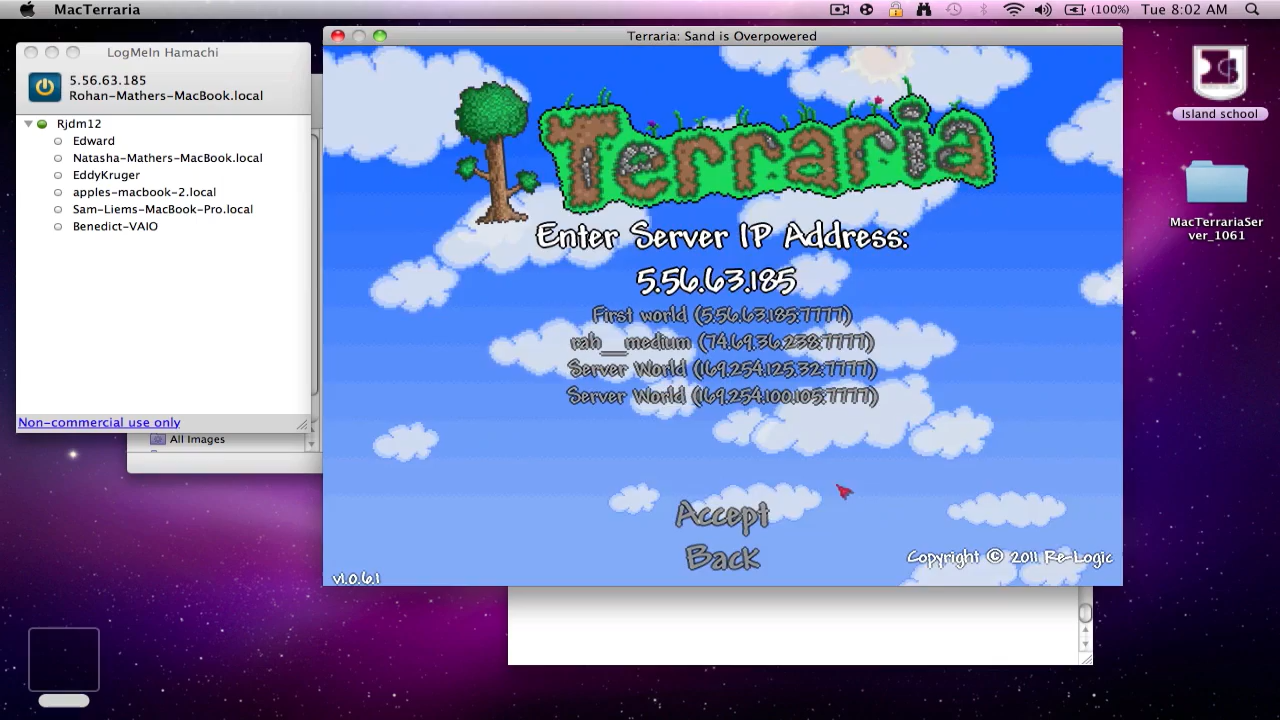 MacTerraria
(100%) Tue 8:02 AM
LogMeIn Hamachi
5.56.63.185
Rohan-Mathers-MacBook.local
Rjdm12
Edward
Natasha-Mathers-MacBook.local
EddyKruger
apples-macbook-2.local
Sam-Liems-MacBook-Pro.local
Benedict-VAIO
Non-commercial use only
All Images
Terraria: Sand is Overpowered
Terraria
Enter Server IP Address:
5.56.63.185
First world (5.56.63.185:7777)
rah__medium (74.69.36.238:7777)
Server World (169.254.125.32:7777)
Server World (169.254.100.105:7777)
Accept
Back
v1.0.6.1
Copyright © 2011 Re-Logic
Island school
MacTerrariaSer
ver_1061